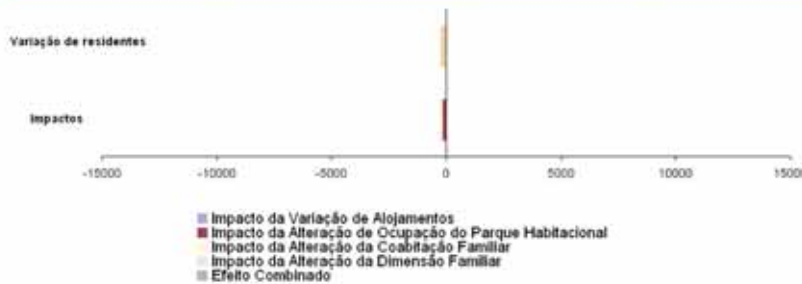 Variação de residentes
Impactos
-15000 -10000 -5000 0 5000 10000 15000
Impacto da Variação de Alojamentos
Impacto da Alteração de Ocupação do Parque Habitacional
Impacto da Alteração da Coabitação Familiar
Impacto da Alteração da Dimensão Familiar
Efeito Combinado